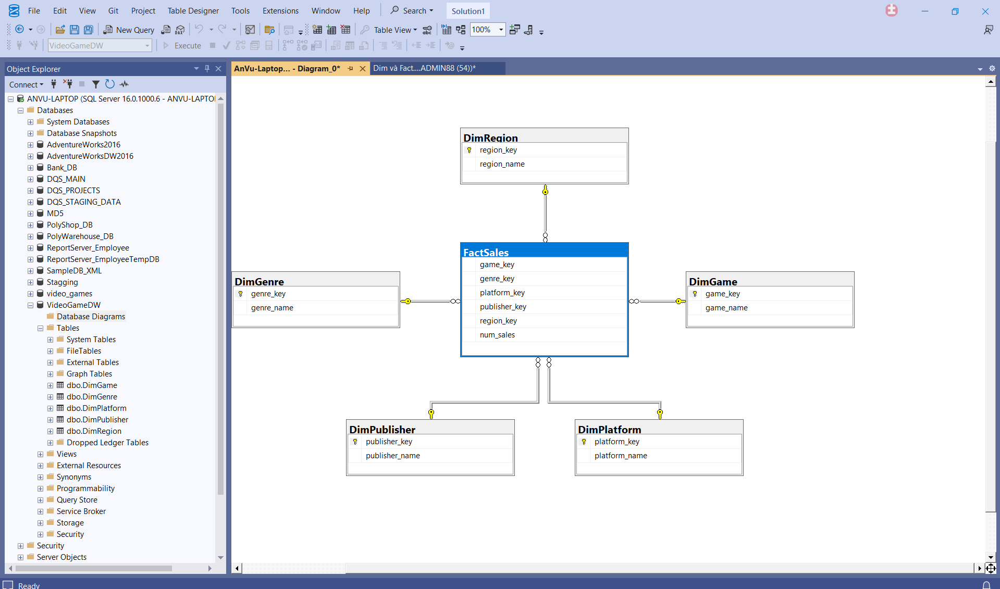 File Edit View Git Project Table Designer Tools Extensions Window Help Search Solution1
New Query DAX Table View 100%
VideoGameDW Execute
Object Explorer
Connect
ANVU-LAPTOP (SQL Server 16.0.1000.6 - ANVU-LAPTO
Databases
System Databases
Database Snapshots
AdventureWorks2016
AdventureWorksDW2016
Bank_DB
DQS_MAIN
DQS_PROJECTS
DQS_STAGING_DATA
MD5
PolyShop_DB
PolyWarehouse_DB
ReportServer_Employee
ReportServer_EmployeeTempDB
SampleDB_XML
Stagging
video_games
VideoGameDW
Database Diagrams
Tables
System Tables
FileTables
External Tables
Graph Tables
dbo.DimGame
dbo.DimGenre
dbo.DimPlatform
dbo.DimPublisher
dbo.DimRegion
Dropped Ledger Tables
Views
External Resources
Synonyms
Programmability
Query Store
Service Broker
Storage
Security
Security
Server Objects
AnVu-Laptop... - Diagram_0* Dim và Fact....ADMIN88 (54))*
DimRegion
region_key
region_name
FactSales
game_key
genre_key
platform_key
publisher_key
region_key
num_sales
DimGenre
genre_key
genre_name
DimGame
game_key
game_name
DimPublisher
publisher_key
publisher_name
DimPlatform
platform_key
platform_name
Ready